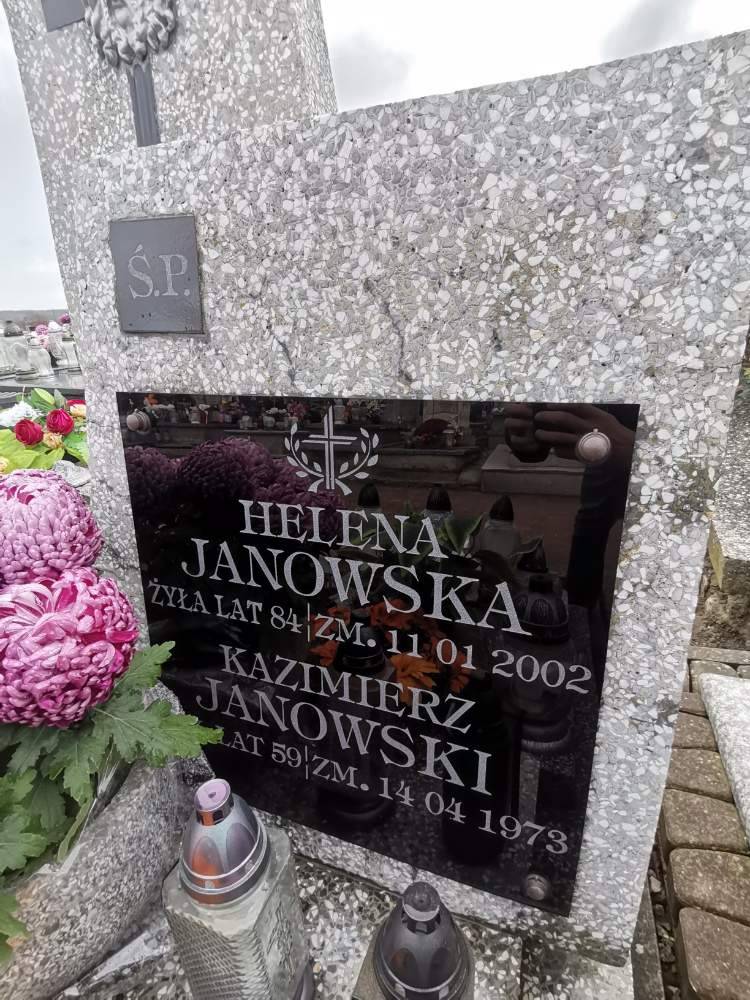 Ś.P.
HELENA
JANOWSKA
ŻYŁA LAT 84 | ZM. 11 01 2002
KAZIMIERZ
JANOWSKI
LAT 59 | ZM. 14 04 1973